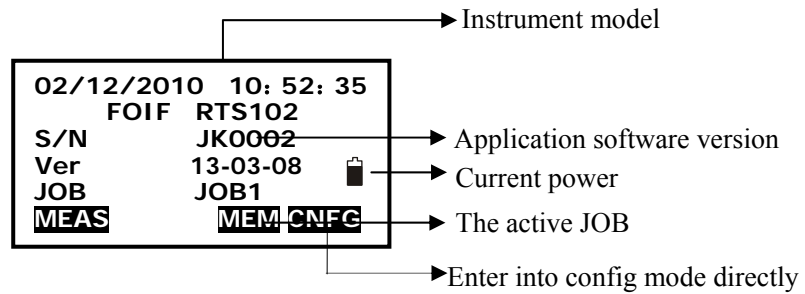 Instrument model
02/12/2010 10: 52: 35
FOIF RTS102
S/N JK0002
Application software version
Ver 13-03-08
Current power
JOB JOB1
MEAS MEM CNFG
The active JOB
Enter into config mode directly